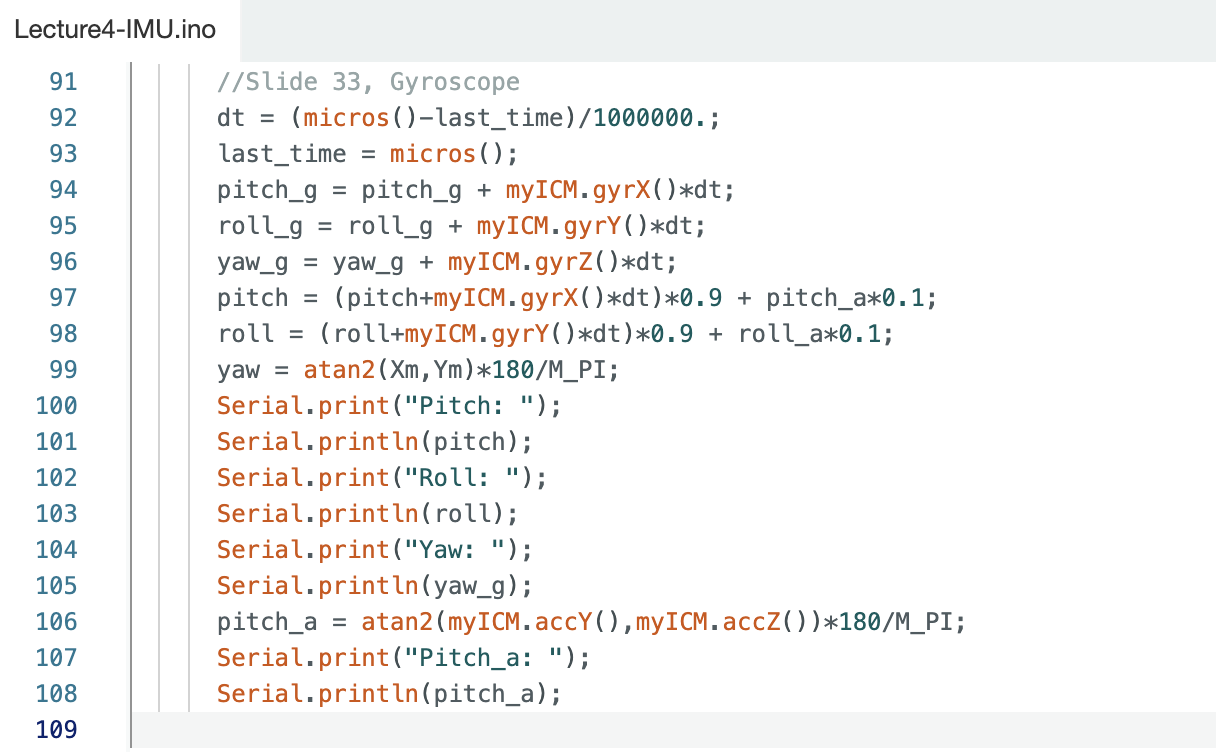 Lecture4-IMU.ino
91 //Slide 33, Gyroscope
92 dt = (micros()-last_time)/1000000.;
93 last_time = micros();
94 pitch_g = pitch_g + myICM.gyrX()*dt;
95 roll_g = roll_g + myICM.gyrY()*dt;
96 yaw_g = yaw_g + myICM.gyrZ()*dt;
97 pitch = (pitch+myICM.gyrX()*dt)*0.9 + pitch_a*0.1;
98 roll = (roll+myICM.gyrY()*dt)*0.9 + roll_a*0.1;
99 yaw = atan2(Xm,Ym)*180/M_PI;
100 Serial.print("Pitch: ");
101 Serial.println(pitch);
102 Serial.print("Roll: ");
103 Serial.println(roll);
104 Serial.print("Yaw: ");
105 Serial.println(yaw_g);
106 pitch_a = atan2(myICM.accY(),myICM.accZ())*180/M_PI;
107 Serial.print("Pitch_a: ");
108 Serial.println(pitch_a);
109